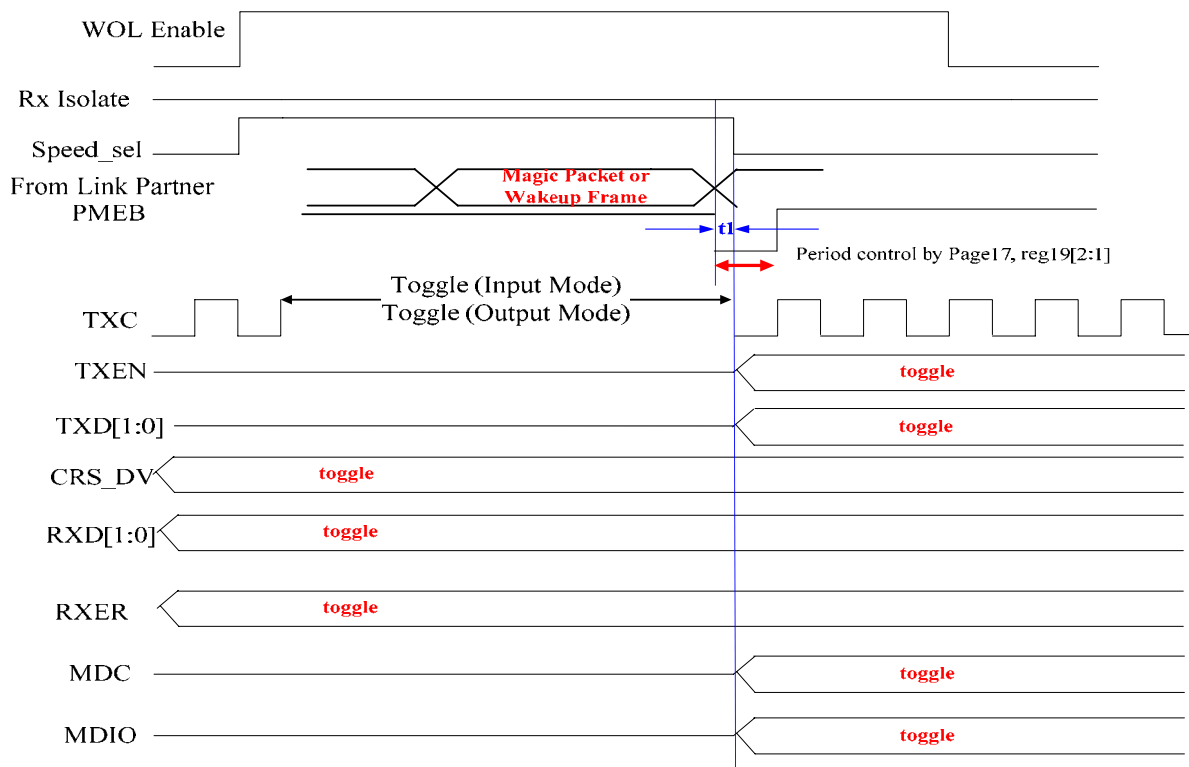 WOL Enable
Rx Isolate
Speed_sel
From Link Partner
Magic Packet or
Wakeup Frame
PMEB
t1
Period control by Page17, reg19[2:1]
Toggle (Input Mode)
Toggle (Output Mode)
TXC
TXEN
toggle
TXD[1:0]
toggle
CRS_DV
toggle
RXD[1:0]
toggle
RXER
toggle
MDC
toggle
MDIO
toggle